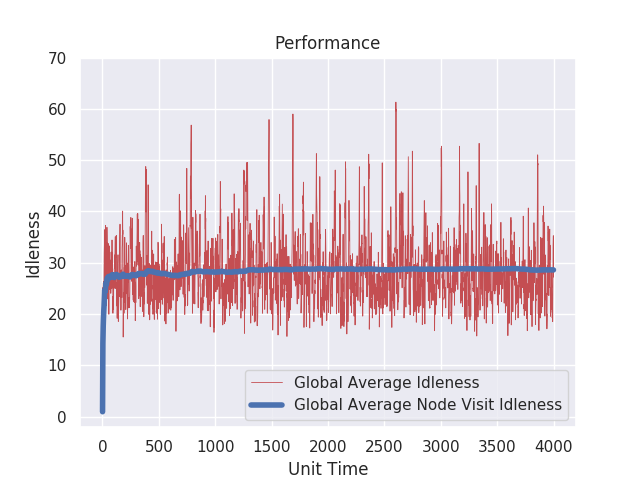 Performance
70
60
50
40
30
20
10
0
Idleness
Global Average Idleness
Global Average Node Visit Idleness
0 500 1000 1500 2000 2500 3000 3500 4000
Unit Time